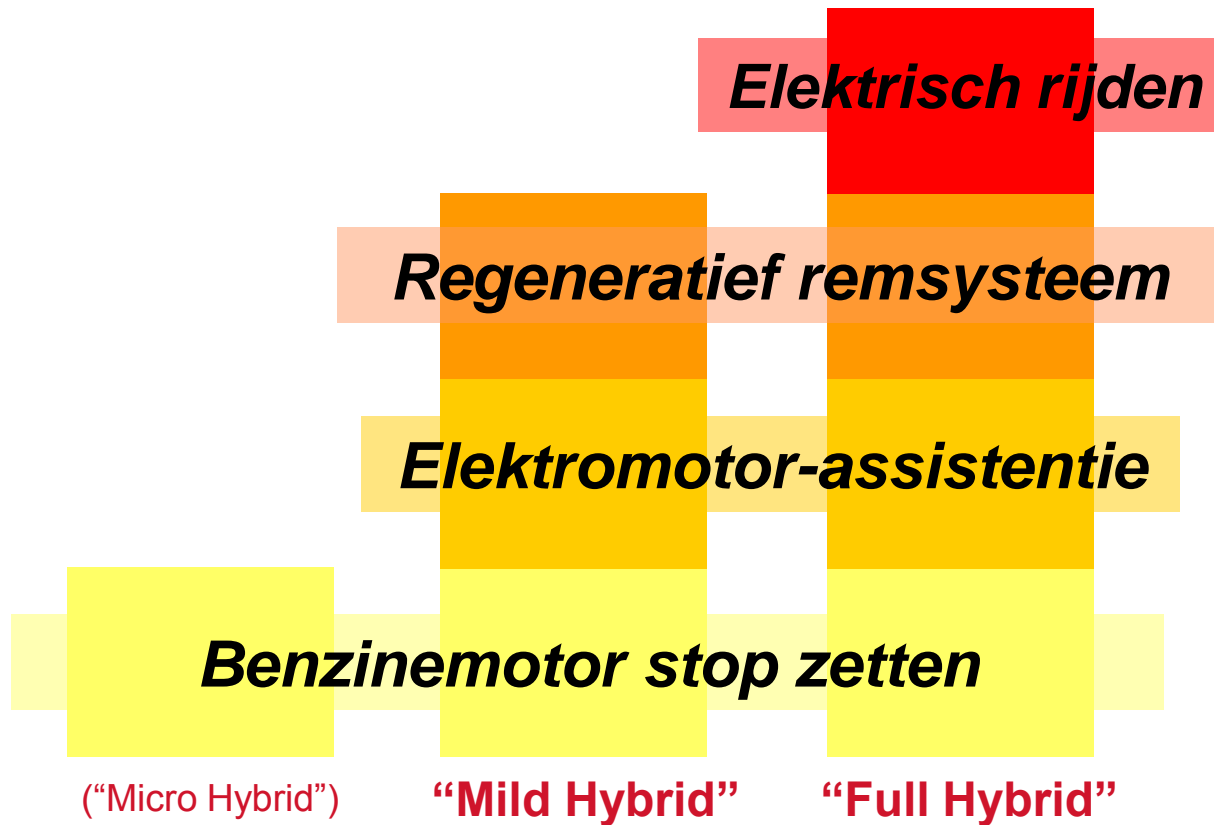 Elektrisch rijden
Regeneratief remsysteem
Elektromotor-assistentie
Benzinemotor stop zetten
(“Micro Hybrid”)
“Mild Hybrid”
“Full Hybrid”